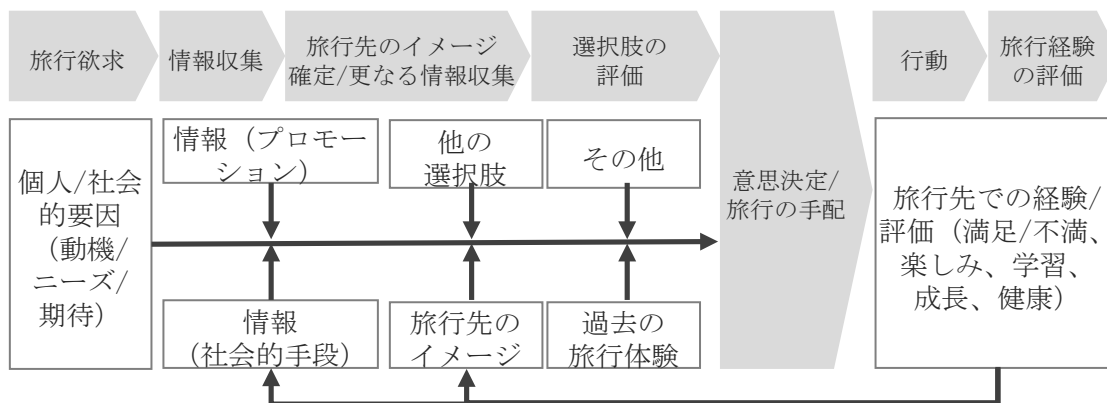 旅行欲求
情報収集
旅行先のイメージ
確定/更なる情報収集
選択肢の
評価
行動
旅行経験
の評価
個人/社会
的要因
（動機/
ニーズ/
期待）
情報（プロモー
ション）
他の
選択肢
その他
意思決定/
旅行の手配
旅行先での経験/
評価（満足/不満、
楽しみ、学習、
成長、健康）
情報
（社会的手段）
旅行先の
イメージ
過去の
旅行体験